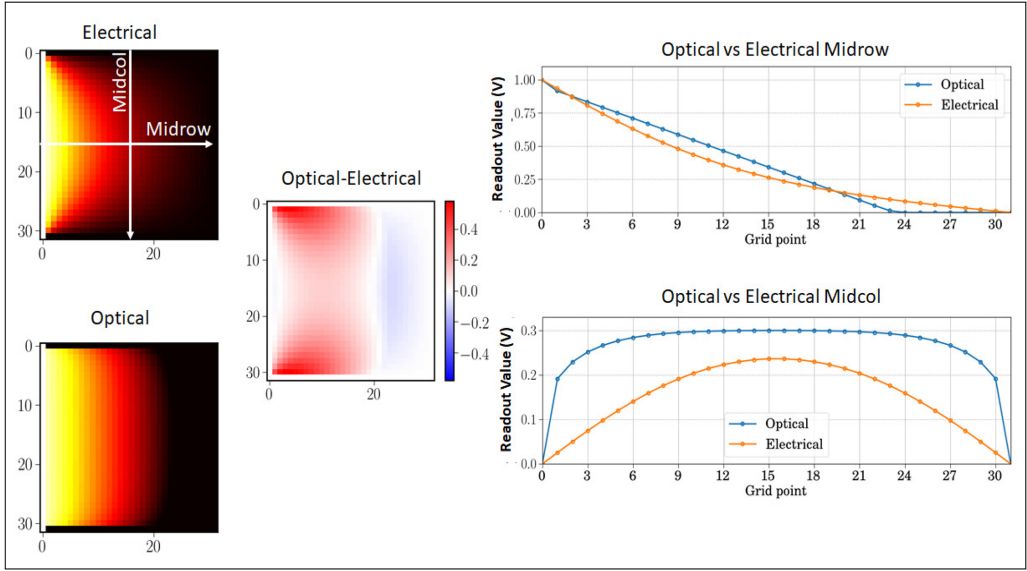 Electrical
0
10
20
30
0
20
Midcol
Midrow
Optical
0
10
20
30
0
20
Optical-Electrical
0
10
20
30
0
20
0.4
0.2
0.0
−0.2
−0.4
Optical vs Electrical Midrow
Readout Value (V)
1.00
0.75
0.50
0.25
0.00
0 3 6 9 12 15 18 21 24 27 30
Grid point
Optical
Electrical
Optical vs Electrical Midcol
Readout Value (V)
0.3
0.2
0.1
0.0
0 3 6 9 12 15 18 21 24 27 30
Grid point
Optical
Electrical